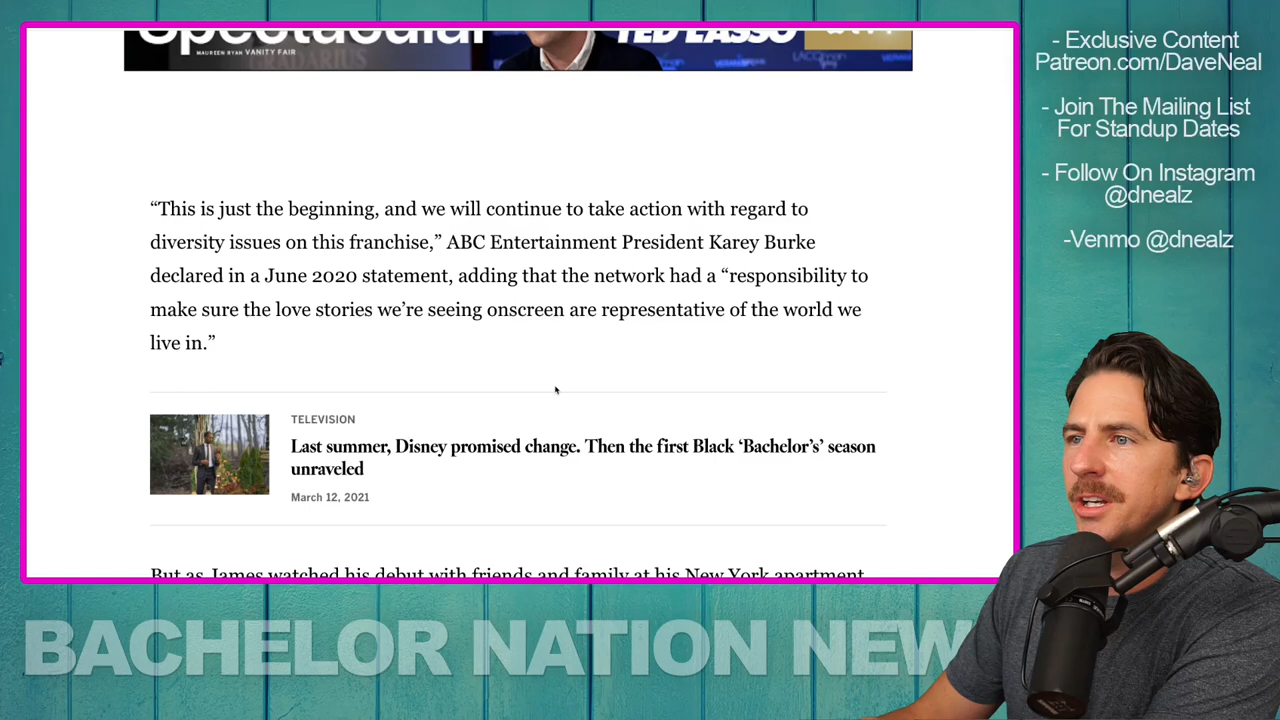 Spectacular
MAUREEN RYAN VANITY FAIR
TED LASSO
- Exclusive Content
Patreon.com/DaveNeal
- Join The Mailing List
For Standup Dates
- Follow On Instagram
@dnealz
-Venmo @dnealz
“This is just the beginning, and we will continue to take action with regard to
diversity issues on this franchise,” ABC Entertainment President Karey Burke
declared in a June 2020 statement, adding that the network had a “responsibility to
make sure the love stories we’re seeing onscreen are representative of the world we
live in.”
TELEVISION
Last summer, Disney promised change. Then the first Black ‘Bachelor’s’ season
unraveled
March 12, 2021
But as James watched his debut with friends and family at his New York apartment
BACHELOR NATION NEW